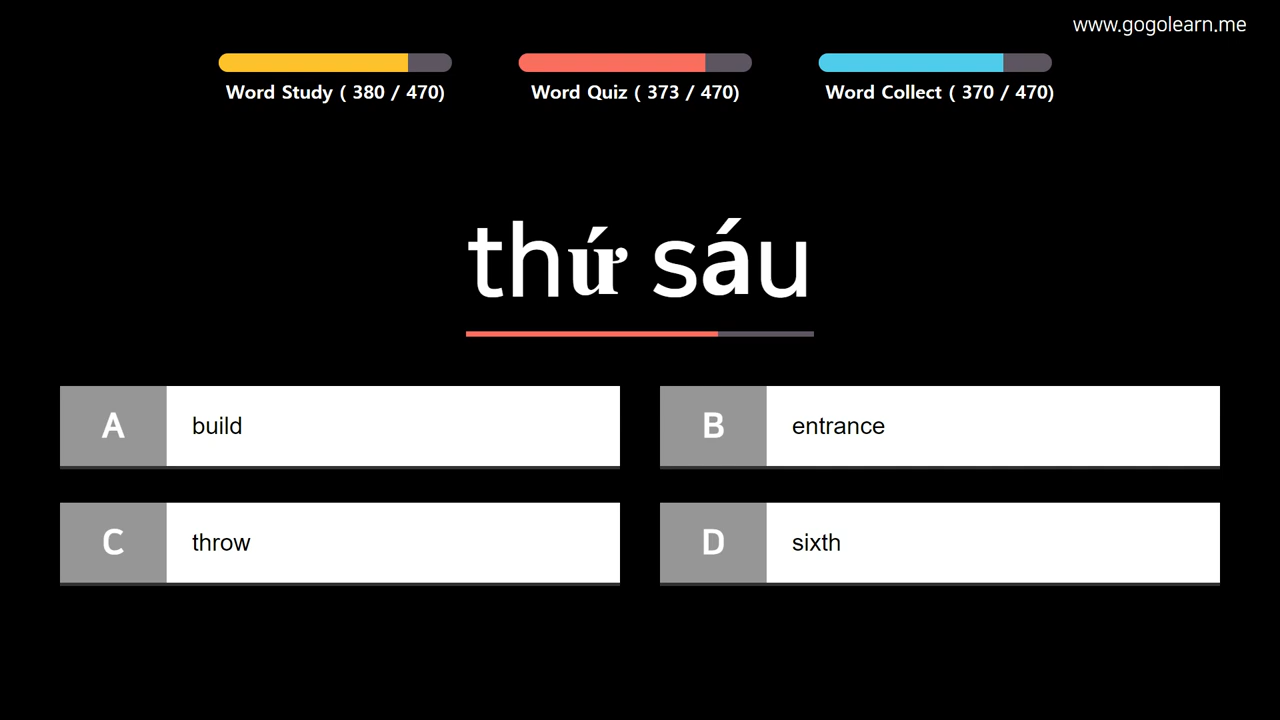 www.gogolearn.me
Word Study ( 380 / 470)
Word Quiz ( 373 / 470)
Word Collect ( 370 / 470)
thứ sáu
A build
B entrance
C throw
D sixth